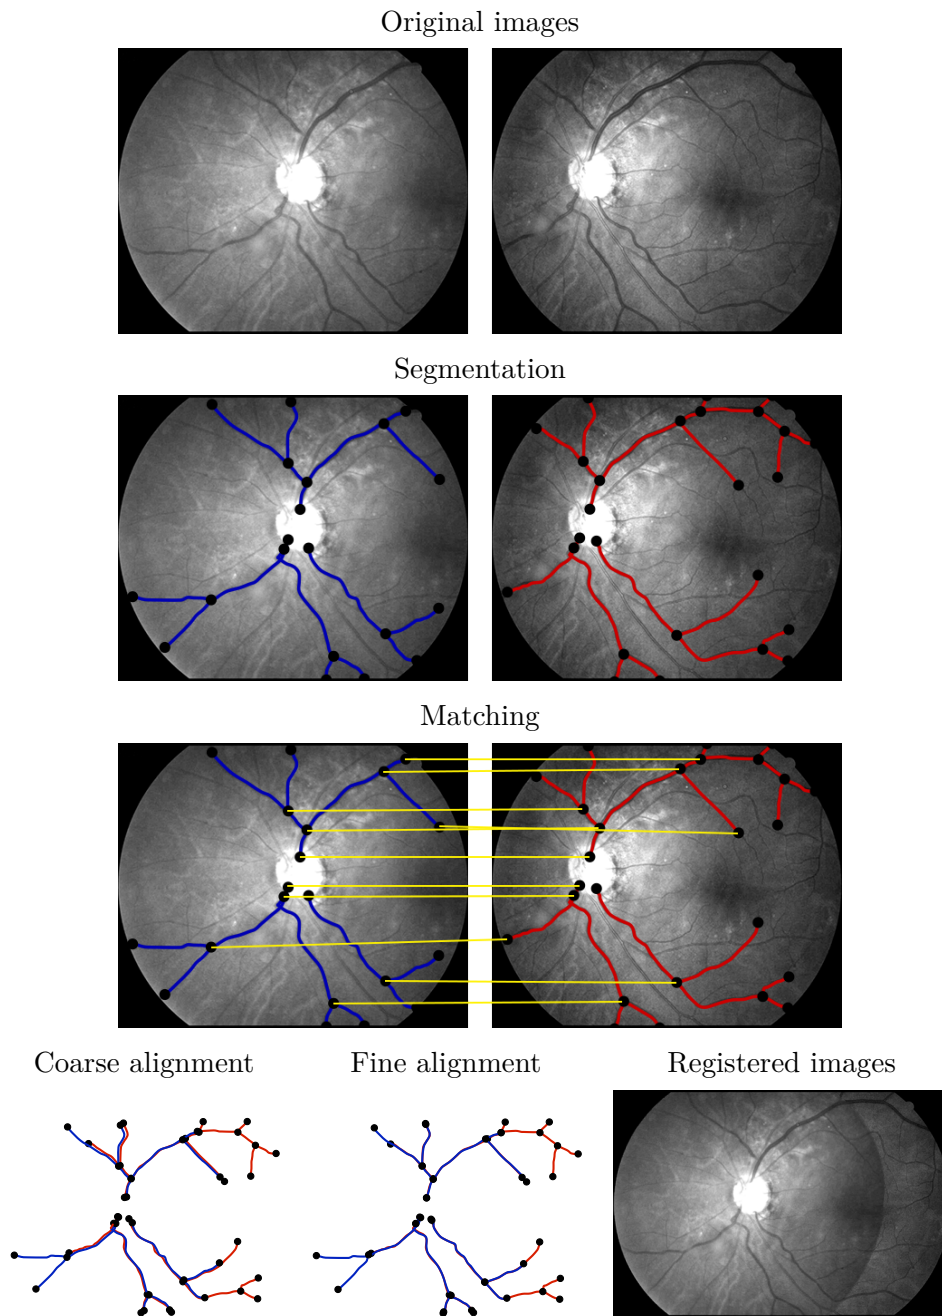 Original images
Segmentation
Matching
Coarse alignment
Fine alignment
Registered images